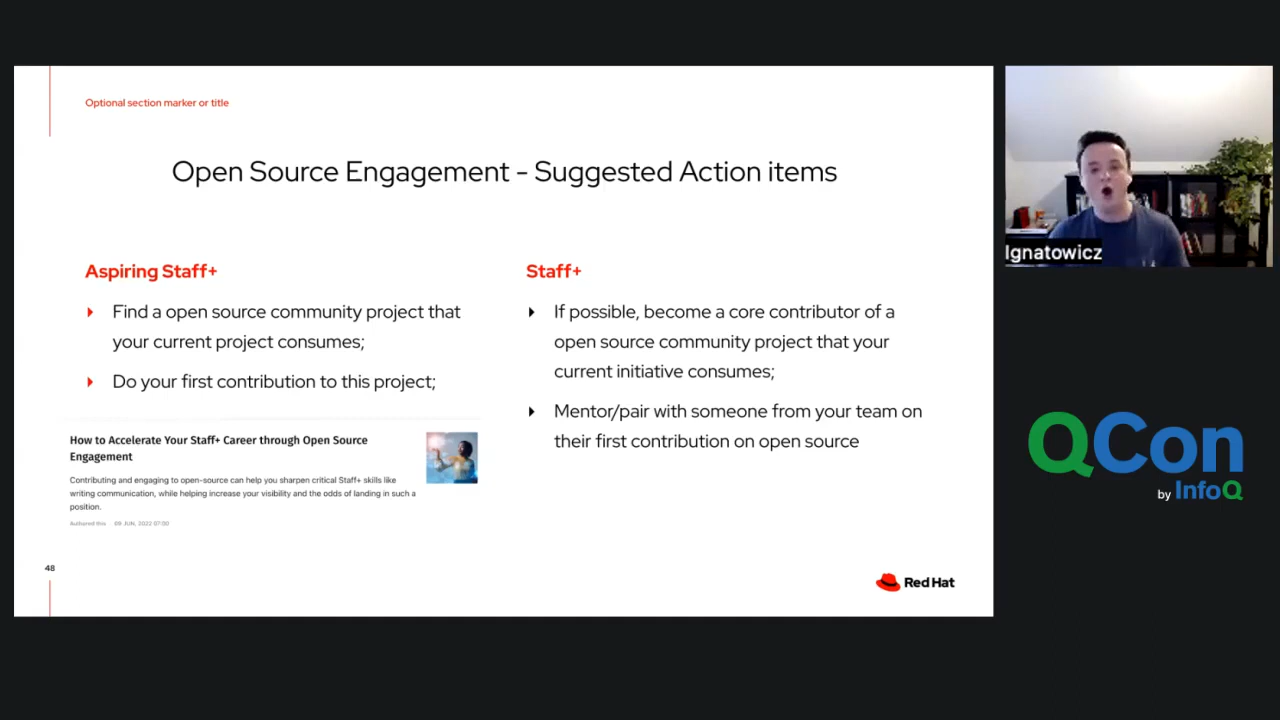 Optional section marker or title
Open Source Engagement - Suggested Action items
Aspiring Staff+
Find a open source community project that
your current project consumes;
Do your first contribution to this project;
How to Accelerate Your Staff+ Career through Open Source
Engagement
Contributing and engaging to open-source can help you sharpen critical Staff+ skills like
writing communication, while helping increase your visibility and the odds of landing in such a
position.
Authored this 09 JUN, 2022 07:50
Staff+
If possible, become a core contributor of a
open source community project that your
current initiative consumes;
Mentor/pair with someone from your team on
their first contribution on open source
48
Red Hat
Ignatowicz
QCon
by InfoQ